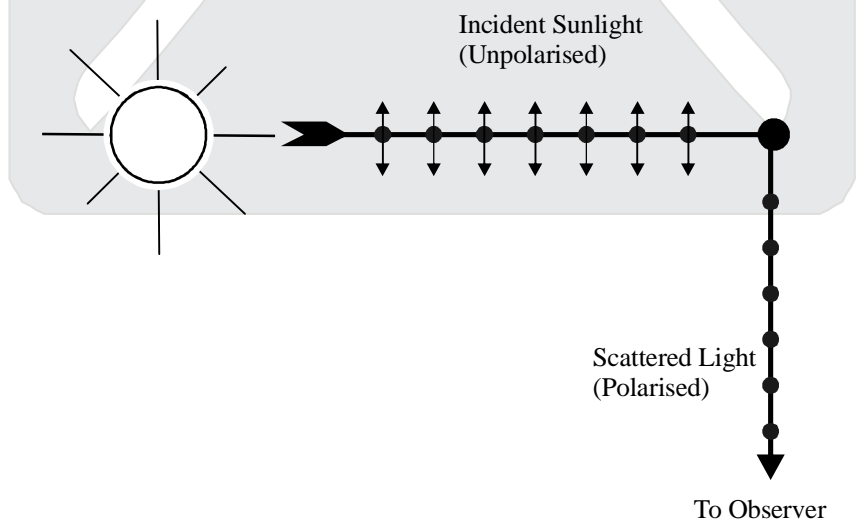 Incident Sunlight
(Unpolarised)
Scattered Light
(Polarised)
To Observer